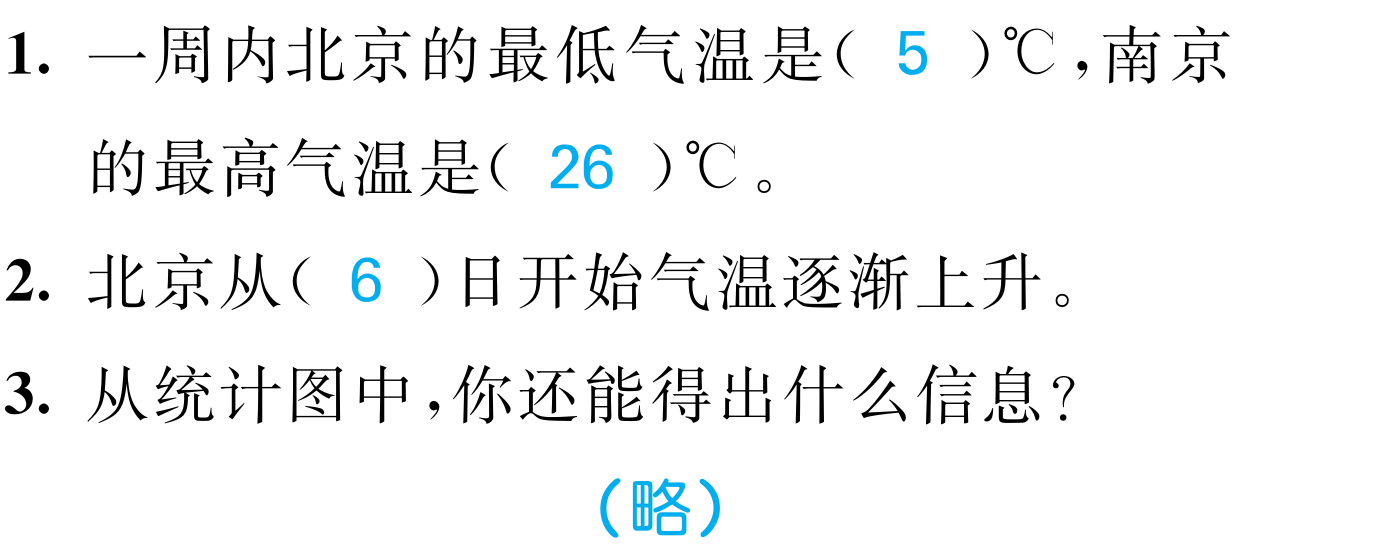 1. 一周内北京的最低气温是( 5 )℃,南京
的最高气温是( 26 )℃。
2. 北京从( 6 )日开始气温逐渐上升。
3. 从统计图中,你还能得出什么信息?
(略)